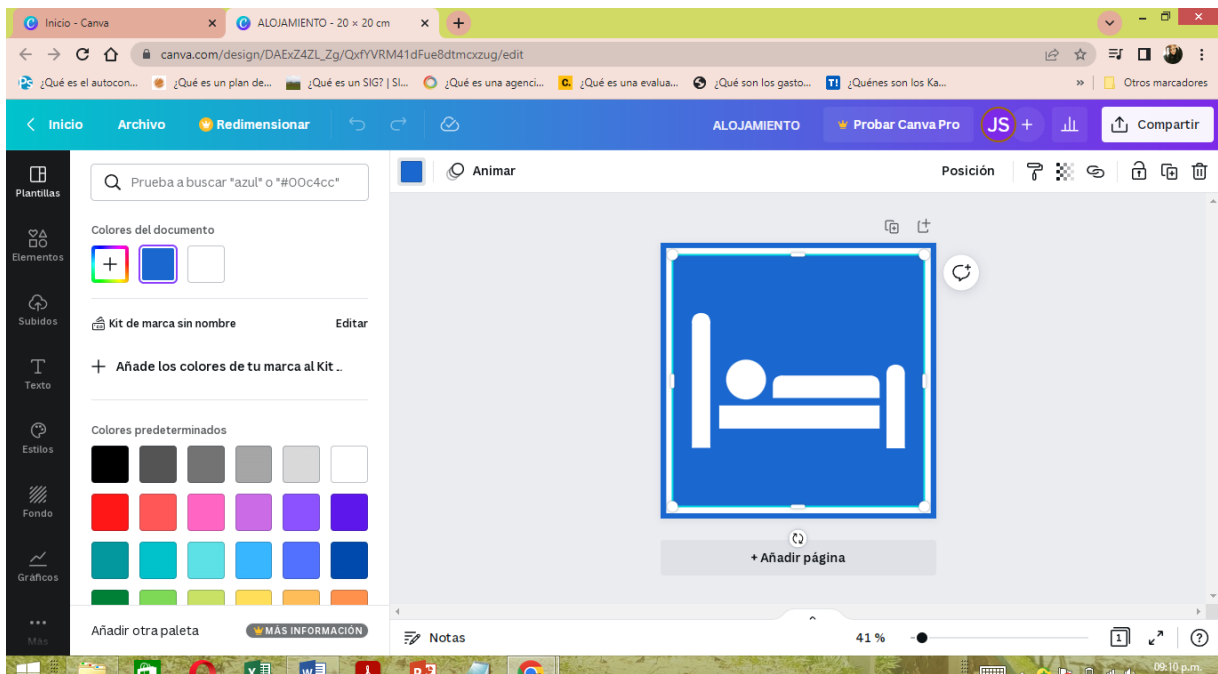 Inicio - Canva
ALOJAMIENTO - 20 × 20 cm
canva.com/design/DAExZ4ZL_Zg/QxfYVRM41dFue8dtmcxzug/edit
¿Qué es el autocon...
¿Qué es un plan de...
¿Qué es un SIG? | SI...
¿Qué es una agenci...
¿Qué es una evalua...
¿Qué son los gasto...
¿Quénes son los Ka...
»
Otros marcadores
Inicio
Archivo
Redimensionar
ALOJAMIENTO
Probar Canva Pro
JS
+
Compartir
Plantillas
Elementos
Subidos
Texto
Estilos
Fondo
Gráficos
Más
Prueba a buscar "azul" o "#00c4cc"
Colores del documento
Kit de marca sin nombre
Editar
+ Añade los colores de tu marca al Kit ..
Colores predeterminados
Añadir otra paleta
MÁS INFORMACIÓN
Animar
Posición
+ Añadir página
Notas
41 %
1
?
09:10 p.m.